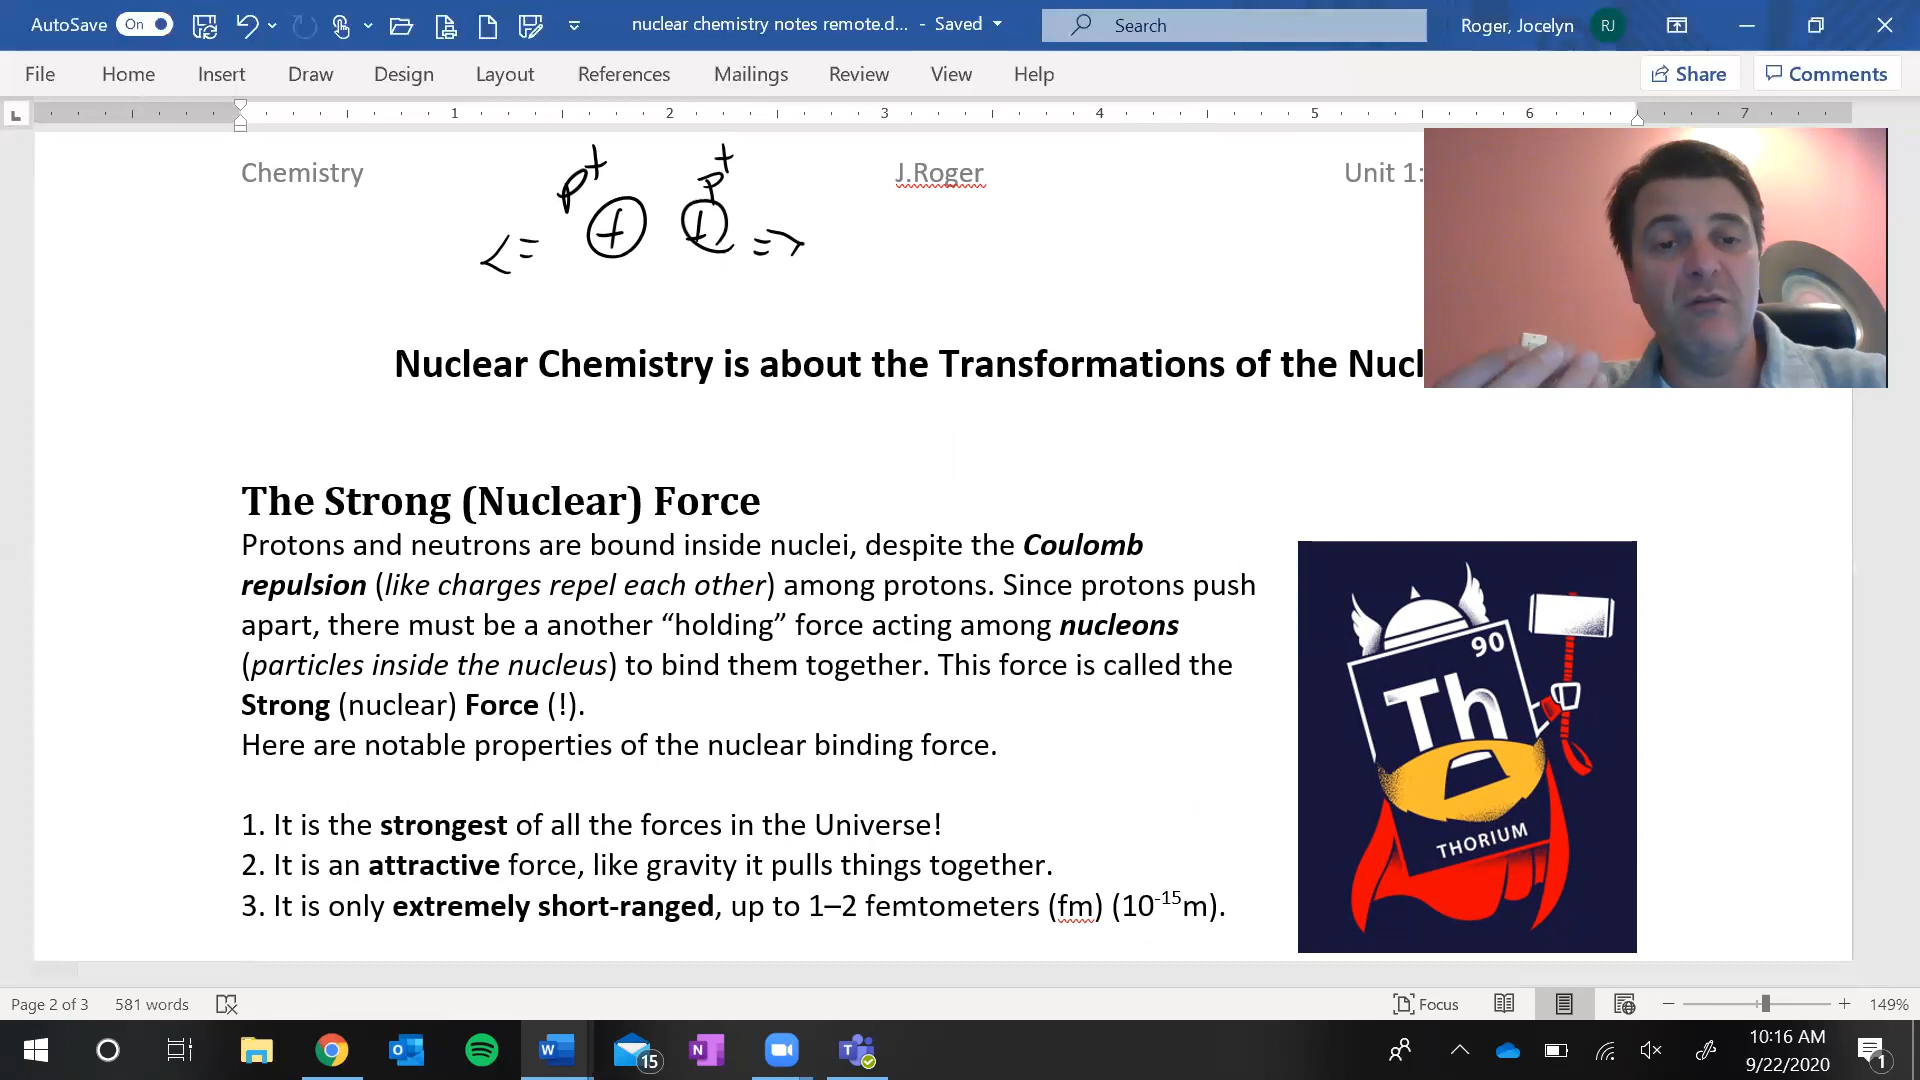 AutoSave On nuclear chemistry notes remote.d... - Saved Search Roger, Jocelyn RJ
File Home Insert Draw Design Layout References Mailings Review View Help Share Comments
1 2 3 4 5 6 7
Chemistry J.Roger Unit 1:
p+ p+
+ +
<= =>
Nuclear Chemistry is about the Transformations of the Nucl
The Strong (Nuclear) Force
Protons and neutrons are bound inside nuclei, despite the Coulomb
repulsion (like charges repel each other) among protons. Since protons push
apart, there must be a another “holding” force acting among nucleons
(particles inside the nucleus) to bind them together. This force is called the
Strong (nuclear) Force (!).
Here are notable properties of the nuclear binding force.
1. It is the strongest of all the forces in the Universe!
2. It is an attractive force, like gravity it pulls things together.
3. It is only extremely short-ranged, up to 1–2 femtometers (fm) (10-15m).
90
Th
THORIUM
Page 2 of 3 581 words Focus 149%
15
10:16 AM
9/22/2020
1